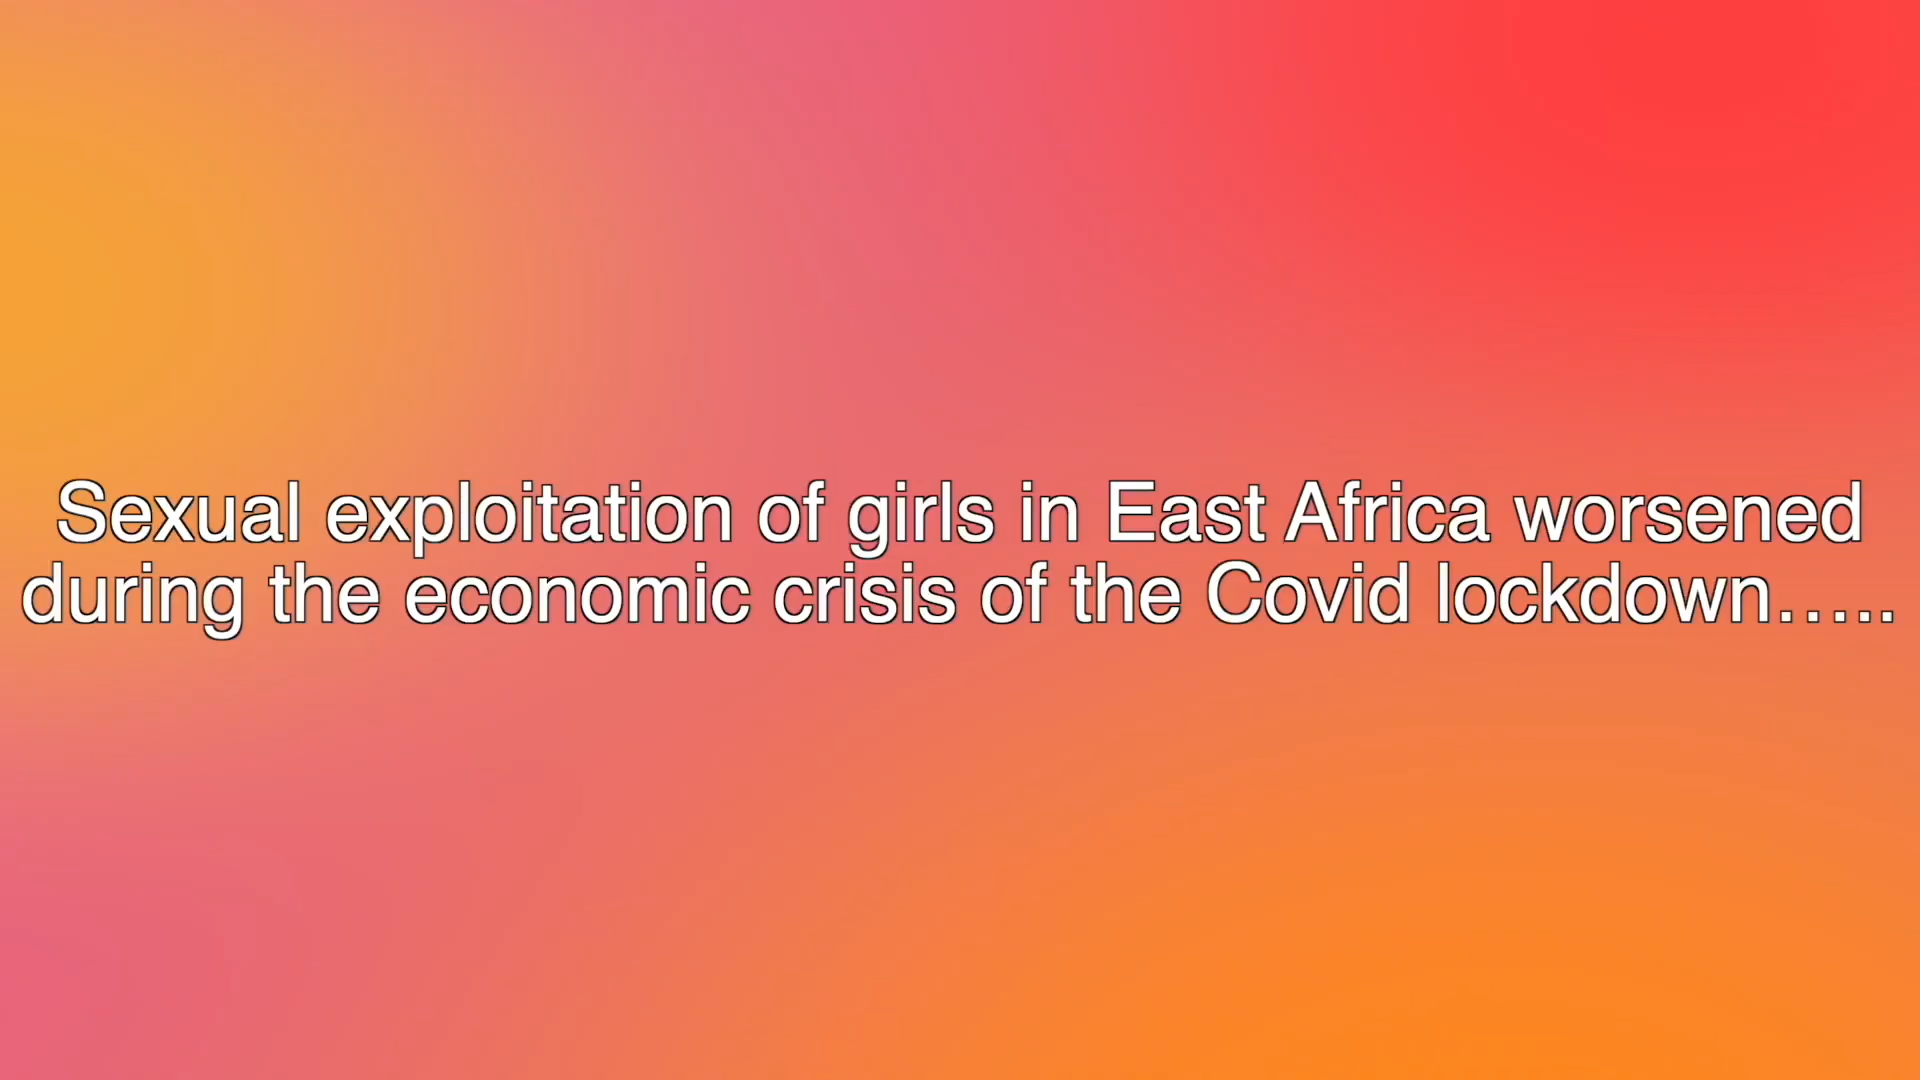 Sexual exploitation of girls in East Africa worsened
during the economic crisis of the Covid lockdown…..